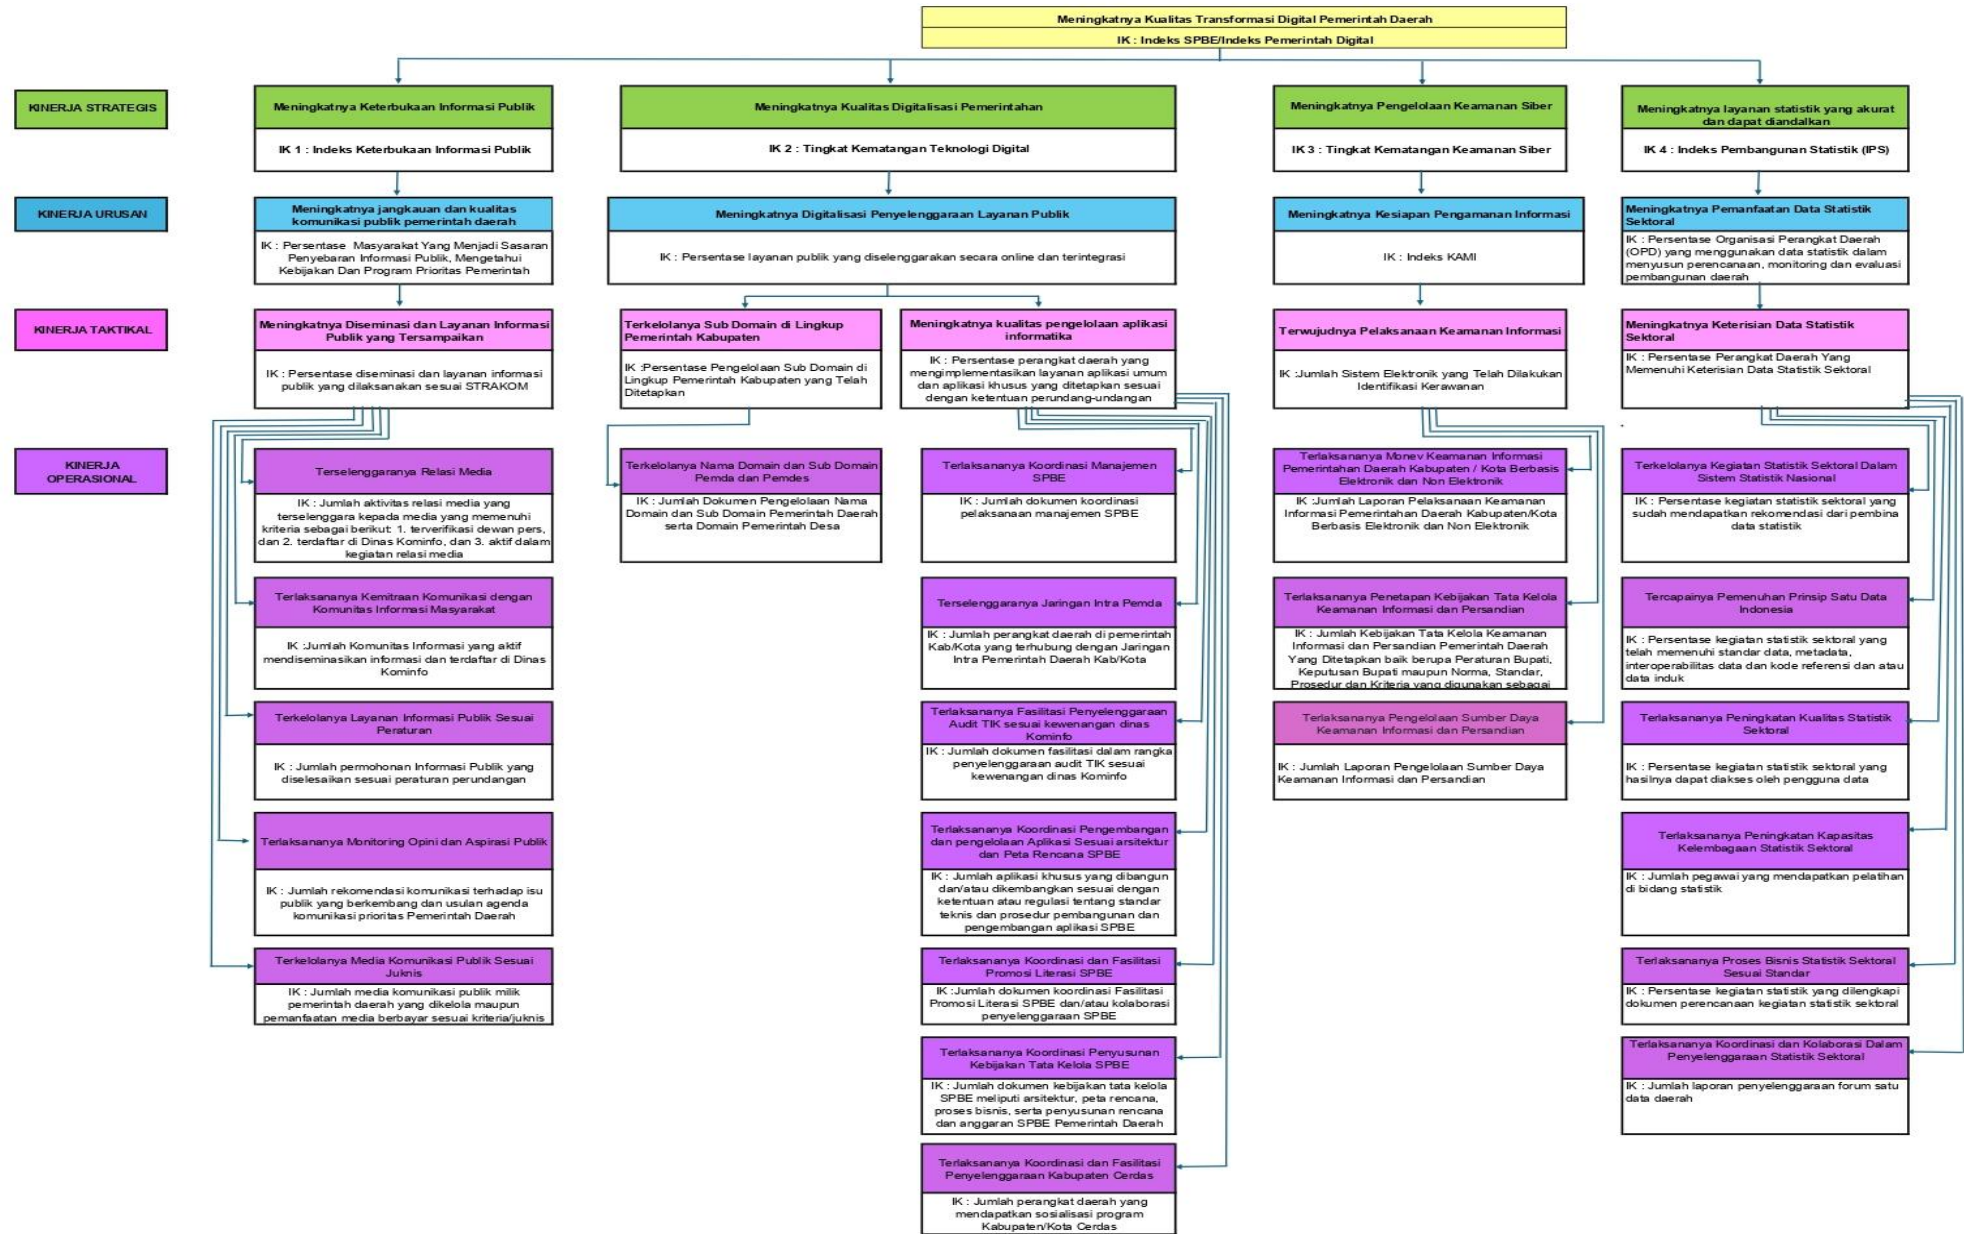 Meningkatnya Kualitas Transformasi Digital Pemerintah Daerah
IK : Indeks SPBE/Indeks Pemerintah Digital
KINERJA STRATEGIS
Meningkatnya Keterbukaan Informasi Publik
IK 1 : Indeks Keterbukaan Informasi Publik
Meningkatnya Kualitas Digitalisasi Pemerintahan
IK 2 : Tingkat Kematangan Teknologi Digital
Meningkatnya Pengelolaan Keamanan Siber
IK 3 : Tingkat Kematangan Keamanan Siber
Meningkatnya layanan statistik yang akurat
dan dapat diandalkan
IK 4 : Indeks Pembangunan Statistik (IPS)
KINERJA URUSAN
Meningkatnya jangkauan dan kualitas
komunikasi publik pemerintah daerah
IK : Persentase Masyarakat Yang Menjadi Sasaran
Penyebaran Informasi Publik, Mengetahui
Kebijakan Dan Program Prioritas Pemerintah
Meningkatnya Digitalisasi Penyelenggaraan Layanan Publik
IK : Persentase layanan publik yang diselenggarakan secara online dan terintegrasi
Meningkatnya Kesiapan Pengamanan Informasi
IK : Indeks KAMI
Meningkatnya Pemanfaatan Data Statistik
Sektoral
IK : Persentase Organisasi Perangkat Daerah
(OPD) yang menggunakan data statistik dalam
menyusun perencanaan, monitoring dan evaluasi
pembangunan daerah
KINERJA TAKTIKAL
Meningkatnya Diseminasi dan Layanan Informasi
Publik yang Tersampaikan
IK : Persentase diseminasi dan layanan informasi
publik yang dilaksanakan sesuai STRAKOM
Terkelolanya Sub Domain di Lingkup
Pemerintah Kabupaten
IK :Persentase Pengelolaan Sub Domain di
Lingkup Pemerintah Kabupaten yang Telah
Ditetapkan
Meningkatnya kualitas pengelolaan aplikasi
informatika
IK : Persentase perangkat daerah yang
mengimplementasikan layanan aplikasi umum
dan aplikasi khusus yang ditetapkan sesuai
dengan ketentuan perundang-undangan
Terwujudnya Pelaksanaan Keamanan Informasi
IK :Jumlah Sistem Elektronik yang Telah Dilakukan
Identifikasi Kerawanan
Meningkatnya Keterisian Data Statistik
Sektoral
IK : Persentase Perangkat Daerah Yang
Memenuhi Keterisian Data Statistik Sektoral
KINERJA
OPERASIONAL
Terselenggaranya Relasi Media
IK : Jumlah aktivitas relasi media yang
terselenggara kepada media yang memenuhi
kriteria sebagai berikut: 1. terverifikasi dewan pers,
dan 2. terdaftar di Dinas Kominfo, dan 3. aktif dalam
kegiatan relasi media
Terlaksananya Kemitraan Komunikasi dengan
Komunitas Informasi Masyarakat
IK :Jumlah Komunitas Informasi yang aktif
mendiseminasikan informasi dan terdaftar di Dinas
Kominfo
Terkelolanya Layanan Informasi Publik Sesuai
Peraturan
IK : Jumlah permohonan Informasi Publik yang
diselesaikan sesuai peraturan perundangan
Terlaksananya Monitoring Opini dan Aspirasi Publik
IK : Jumlah rekomendasi komunikasi terhadap isu
publik yang berkembang dan usulan agenda
komunikasi prioritas Pemerintah Daerah
Terkelolanya Media Komunikasi Publik Sesuai
Juknis
IK : Jumlah media komunikasi publik milik
pemerintah daerah yang dikelola maupun
pemanfaatan media berbayar sesuai kriteria/juknis
Terkelolanya Nama Domain dan Sub Domain
Pemda dan Pemdes
IK : Jumlah Dokumen Pengelolaan Nama
Domain dan Sub Domain Pemerintah Daerah
serta Domain Pemerintah Desa
Terlaksananya Koordinasi Manajemen
SPBE
IK : Jumlah dokumen koordinasi
pelaksanaan manajemen SPBE
Terselenggaranya Jaringan Intra Pemda
IK : Jumlah perangkat daerah di pemerintah
Kab/Kota yang terhubung dengan Jaringan
Intra Pemerintah Daerah Kab/Kota
Terlaksananya Fasilitasi Penyelenggaraan
Audit TIK sesuai kewenangan dinas
Kominfo
IK : Jumlah dokumen fasilitasi dalam rangka
penyelenggaraan audit TIK sesuai
kewenangan dinas Kominfo
Terlaksananya Koordinasi Pengembangan
dan pengelolaan Aplikasi Sesuai arsitektur
dan Peta Rencana SPBE
IK : Jumlah aplikasi khusus yang dibangun
dan/atau dikembangkan sesuai dengan
ketentuan atau regulasi tentang standar
teknis dan prosedur pembangunan dan
pengembangan aplikasi SPBE
Terlaksananya Koordinasi dan Fasilitasi
Promosi Literasi SPBE
IK :Jumlah dokumen koordinasi Fasilitasi
Promosi Literasi SPBE dan/atau kolaborasi
penyelenggaraan SPBE
Terlaksananya Koordinasi Penyusunan
Kebijakan Tata Kelola SPBE
IK : Jumlah dokumen kebijakan tata kelola
SPBE meliputi arsitektur, peta rencana,
proses bisnis, serta penyusunan rencana
dan anggaran SPBE Pemerintah Daerah
Terlaksananya Koordinasi dan Fasilitasi
Penyelenggaraan Kabupaten Cerdas
IK : Jumlah perangkat daerah yang
mendapatkan sosialisasi program
Kabupaten/Kota Cerdas
Terlaksananya Monev Keamanan Informasi
Pemerintahan Daerah Kabupaten / Kota Berbasis
Elektronik dan Non Elektronik
IK :Jumlah Laporan Pelaksanaan Keamanan
Informasi Pemerintahan Daerah Kabupaten/Kota
Berbasis Elektronik dan Non Elektronik
Terlaksananya Penetapan Kebijakan Tata Kelola
Keamanan Informasi dan Persandian
IK : Jumlah Kebijakan Tata Kelola Keamanan
Informasi dan Persandian Pemerintah Daerah
Yang Ditetapkan baik berupa Peraturan Bupati,
Keputusan Bupati maupun Norma, Standar,
Prosedur dan Kriteria yang digunakan sebagai
Terlaksananya Pengelolaan Sumber Daya
Keamanan Informasi dan Persandian
IK : Jumlah Laporan Pengelolaan Sumber Daya
Keamanan Informasi dan Persandian
Terkelolanya Kegiatan Statistik Sektoral Dalam
Sistem Statistik Nasional
IK : Persentase kegiatan statistik sektoral yang
sudah mendapatkan rekomendasi dari pembina
data statistik
Tercapainya Pemenuhan Prinsip Satu Data
Indonesia
IK : Persentase kegiatan statistik sektoral yang
telah memenuhi standar data, metadata,
interoperabilitas data dan kode referensi dan atau
data induk
Terlaksananya Peningkatan Kualitas Statistik
Sektoral
IK : Persentase kegiatan statistik sektoral yang
hasilnya dapat diakses oleh pengguna data
Terlaksananya Peningkatan Kapasitas
Kelembagaan Statistik Sektoral
IK : Jumlah pegawai yang mendapatkan pelatihan
di bidang statistik
Terlaksananya Proses Bisnis Statistik Sektoral
Sesuai Standar
IK : Persentase kegiatan statistik yang dilengkapi
dokumen perencanaan kegiatan statistik sektoral
Terlaksananya Koordinasi dan Kolaborasi Dalam
Penyelenggaraan Statistik Sektoral
IK : Jumlah laporan penyelenggaraan forum satu
data daerah